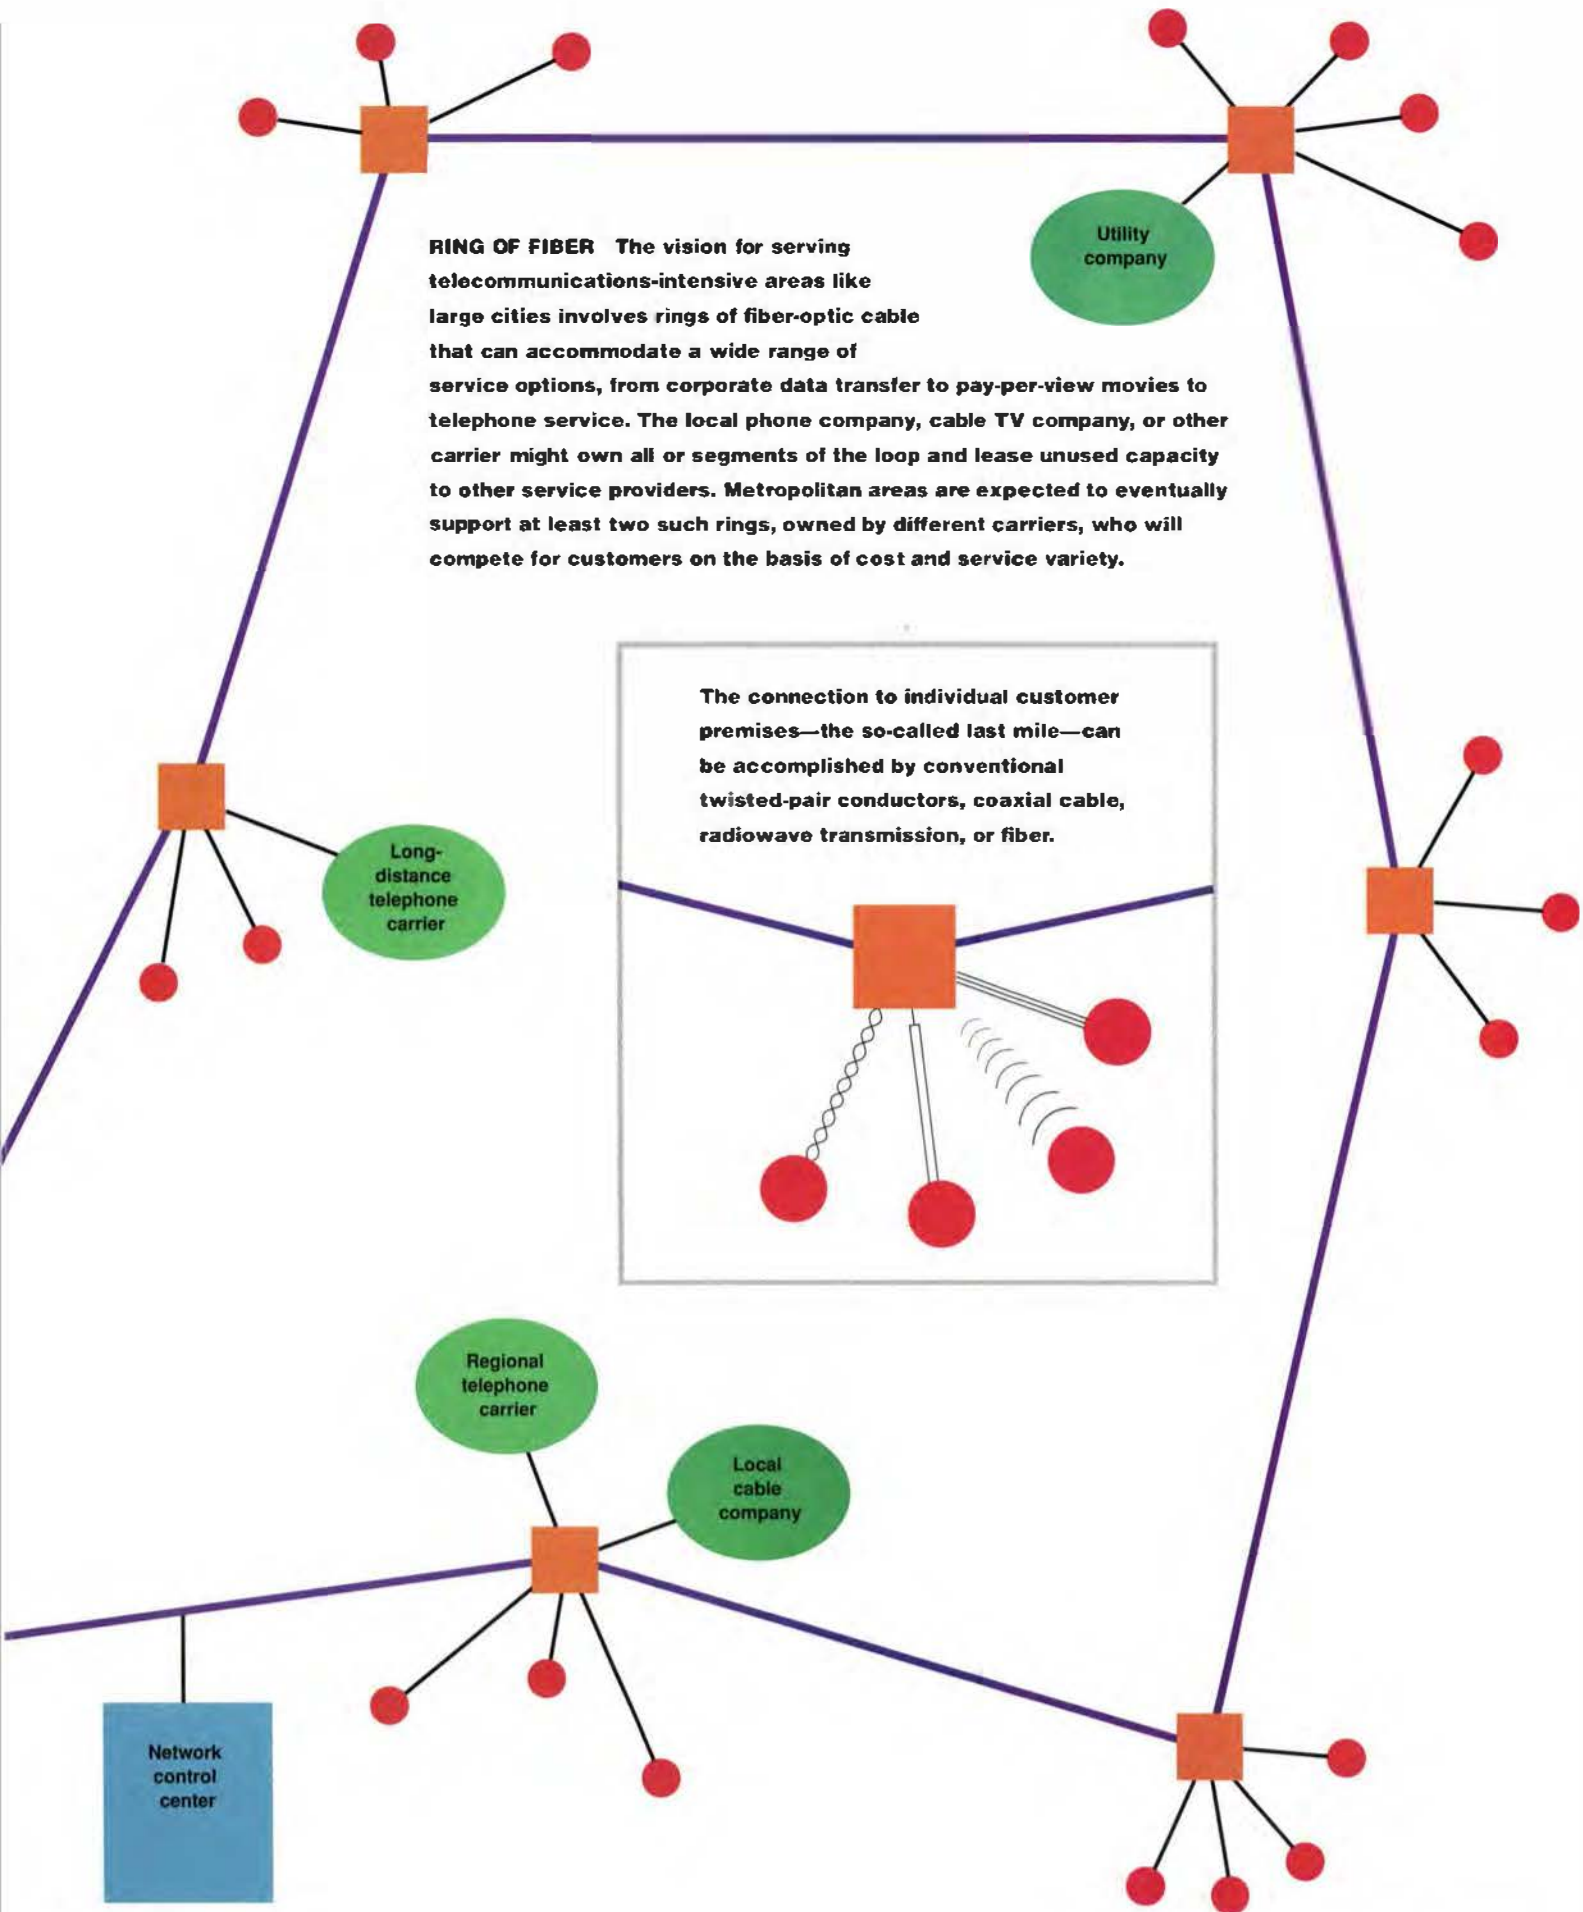 RING OF FIBER The vision for serving
telecommunications-intensive areas like
large cities involves rings of fiber-optic cable
that can accommodate a wide range of
service options, from corporate data transfer to pay-per-view movies to
telephone service. The local phone company, cable TV company, or other
carrier might own all or segments of the loop and lease unused capacity
to other service providers. Metropolitan areas are expected to eventually
support at least two such rings, owned by different carriers, who will
compete for customers on the basis of cost and service variety.
Utility
company
The connection to individual customer
premises—the so-called last mile—can
be accomplished by conventional
twisted-pair conductors, coaxial cable,
radiowave transmission, or fiber.
Long-
distance
telephone
carrier
Regional
telephone
carrier
Local
cable
company
Network
control
center